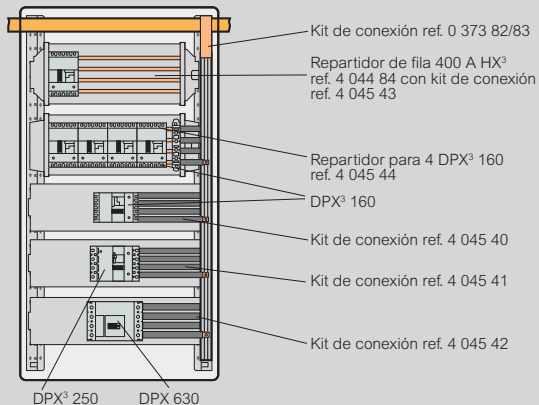 Kit de conexión ref. 0 373 82/83
Repartidor de fila 400 A HX³
ref. 4 044 84 con kit de conexión
ref. 4 045 43
Repartidor para 4 DPX³ 160
ref. 4 045 44
DPX³ 160
Kit de conexión ref. 4 045 40
Kit de conexión ref. 4 045 41
Kit de conexión ref. 4 045 42
DPX³ 250
DPX 630